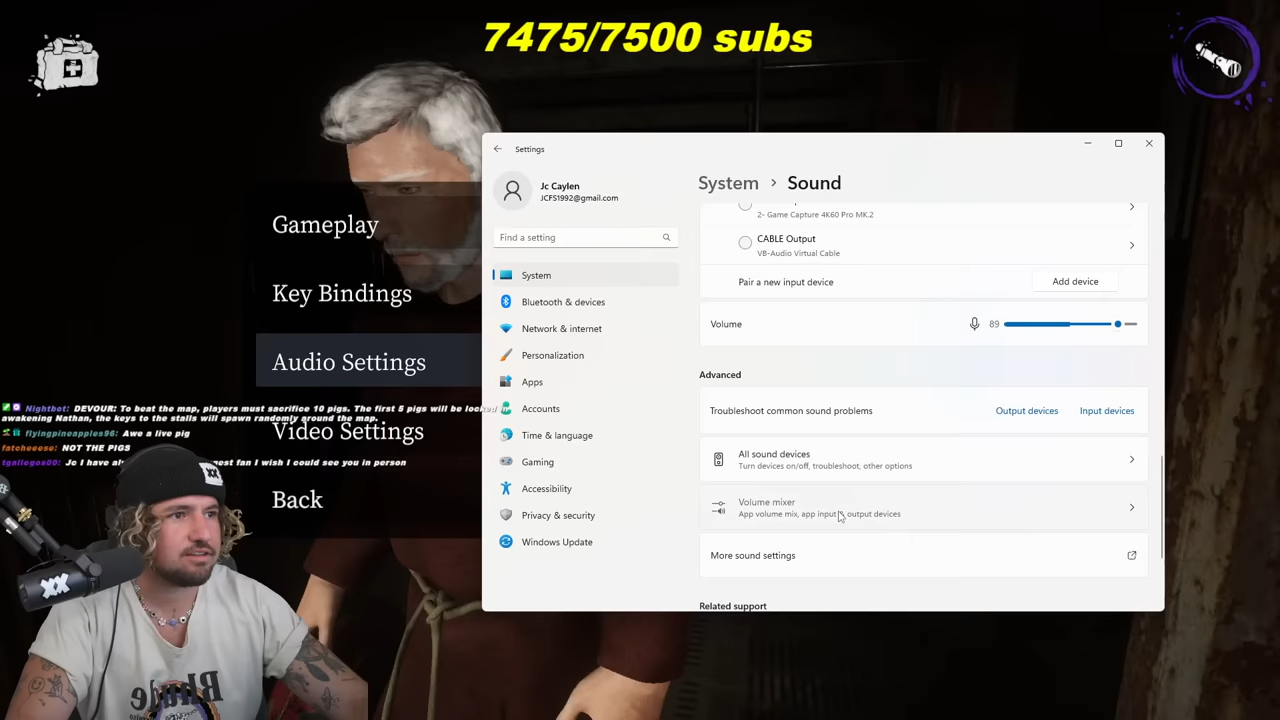 7475/7500 subs
Gameplay
Key Bindings
Audio Settings
Video Settings
Back
Nightbot: DEVOUR: To beat the map, players must sacrifice 10 pigs. The first 5 pigs will be locked
awakening Nathan, the keys to the stalls will spawn randomly around the map.
flyingpineapples96: Awe a live pig
fatcheeese: NOT THE PIGS
tgallegos00: Jc I have
gest fan I wish I could see you in person
Settings
Jc Caylen
JCFS1992@gmail.com
Find a setting
System
Bluetooth & devices
Network & internet
Personalization
Apps
Accounts
Time & language
Gaming
Accessibility
Privacy & security
Windows Update
System > Sound
2- Game Capture 4K60 Pro MK.2
CABLE Output
VB-Audio Virtual Cable
Pair a new input device
Add device
Volume
89
Advanced
Troubleshoot common sound problems
Output devices
Input devices
All sound devices
Turn devices on/off, troubleshoot, other options
Volume mixer
App volume mix, app input output devices
More sound settings
Related support
XX
Bhude